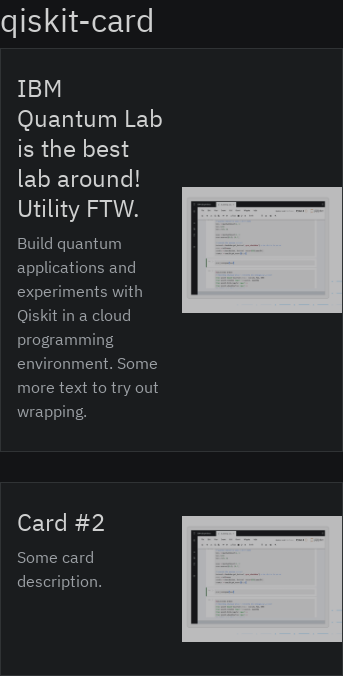 qiskit-card
IBM
Quantum Lab
is the best
lab around!
Utility FTW.
Build quantum
applications and
experiments with
Qiskit in a cloud
programming
environment. Some
more text to try out
wrapping.
Card #2
Some card
description.